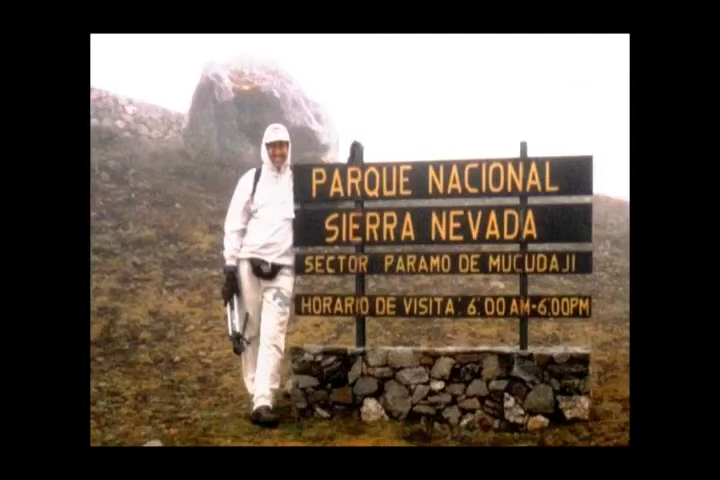 PARQUE NACIONAL
SIERRA NEVADA
SECTOR PARAMO DE MUCUDAJI
HORARIO DE VISITA: 6:00 AM-6:00PM